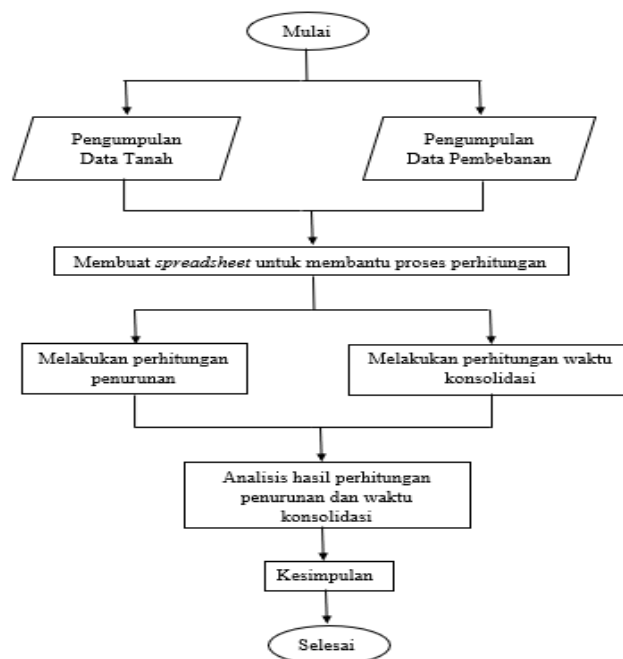 Mulai
Pengumpulan
Data Tanah
Pengumpulan
Data Pembebanan
Membuat spreadsheet untuk membantu proses perhitungan
Melakukan perhitungan
penurunan
Melakukan perhitungan waktu
konsolidasi
Analisis hasil perhitungan
penurunan dan waktu
konsolidasi
Kesimpulan
Selesai